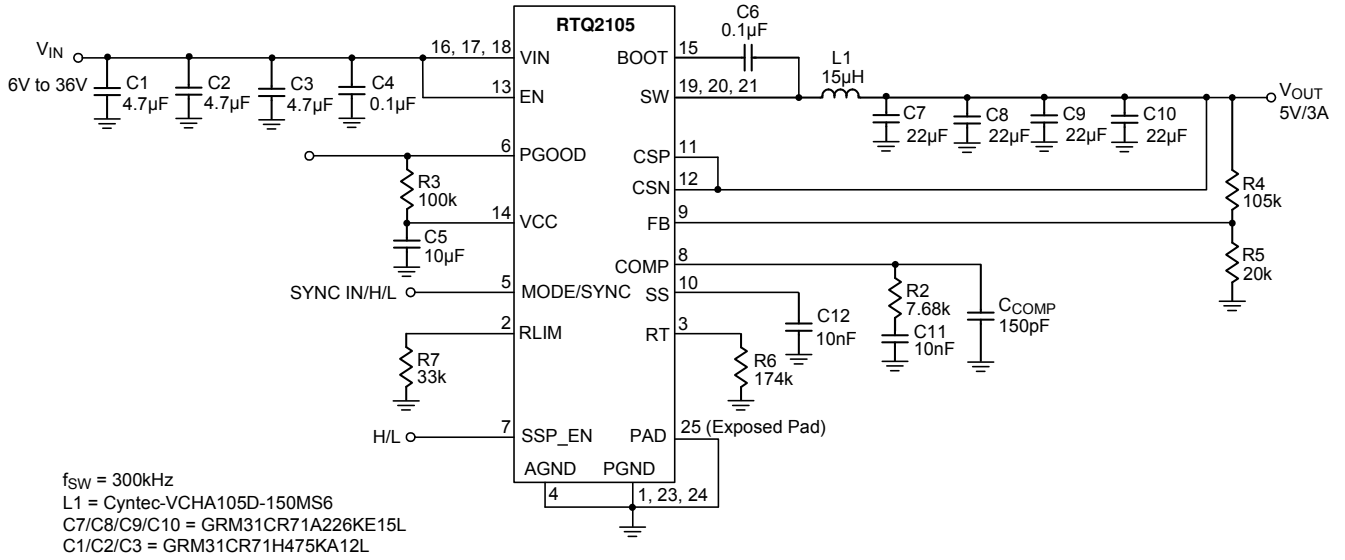 RTQ2105
V_IN
6V to 36V
C1
4.7µF
C2
4.7µF
C3
4.7µF
C4
0.1µF
16, 17, 18
VIN
13
EN
6
PGOOD
R3
100k
14
VCC
C5
10µF
SYNC IN/H/L
5
MODE/SYNC
2
RLIM
R7
33k
H/L
7
SSP_EN
AGND
4
PGND
1, 23, 24
PAD
25 (Exposed Pad)
BOOT
15
C6
0.1µF
SW
19, 20, 21
L1
15µH
C7
22µF
C8
22µF
C9
22µF
C10
22µF
V_OUT
5V/3A
CSP
11
CSN
12
FB
9
R4
105k
R5
20k
COMP
8
R2
7.68k
C11
10nF
C_COMP
150pF
SS
10
C12
10nF
RT
3
R6
174k
f_SW = 300kHz
L1 = Cyntec-VCHA105D-150MS6
C7/C8/C9/C10 = GRM31CR71A226KE15L
C1/C2/C3 = GRM31CR71H475KA12L